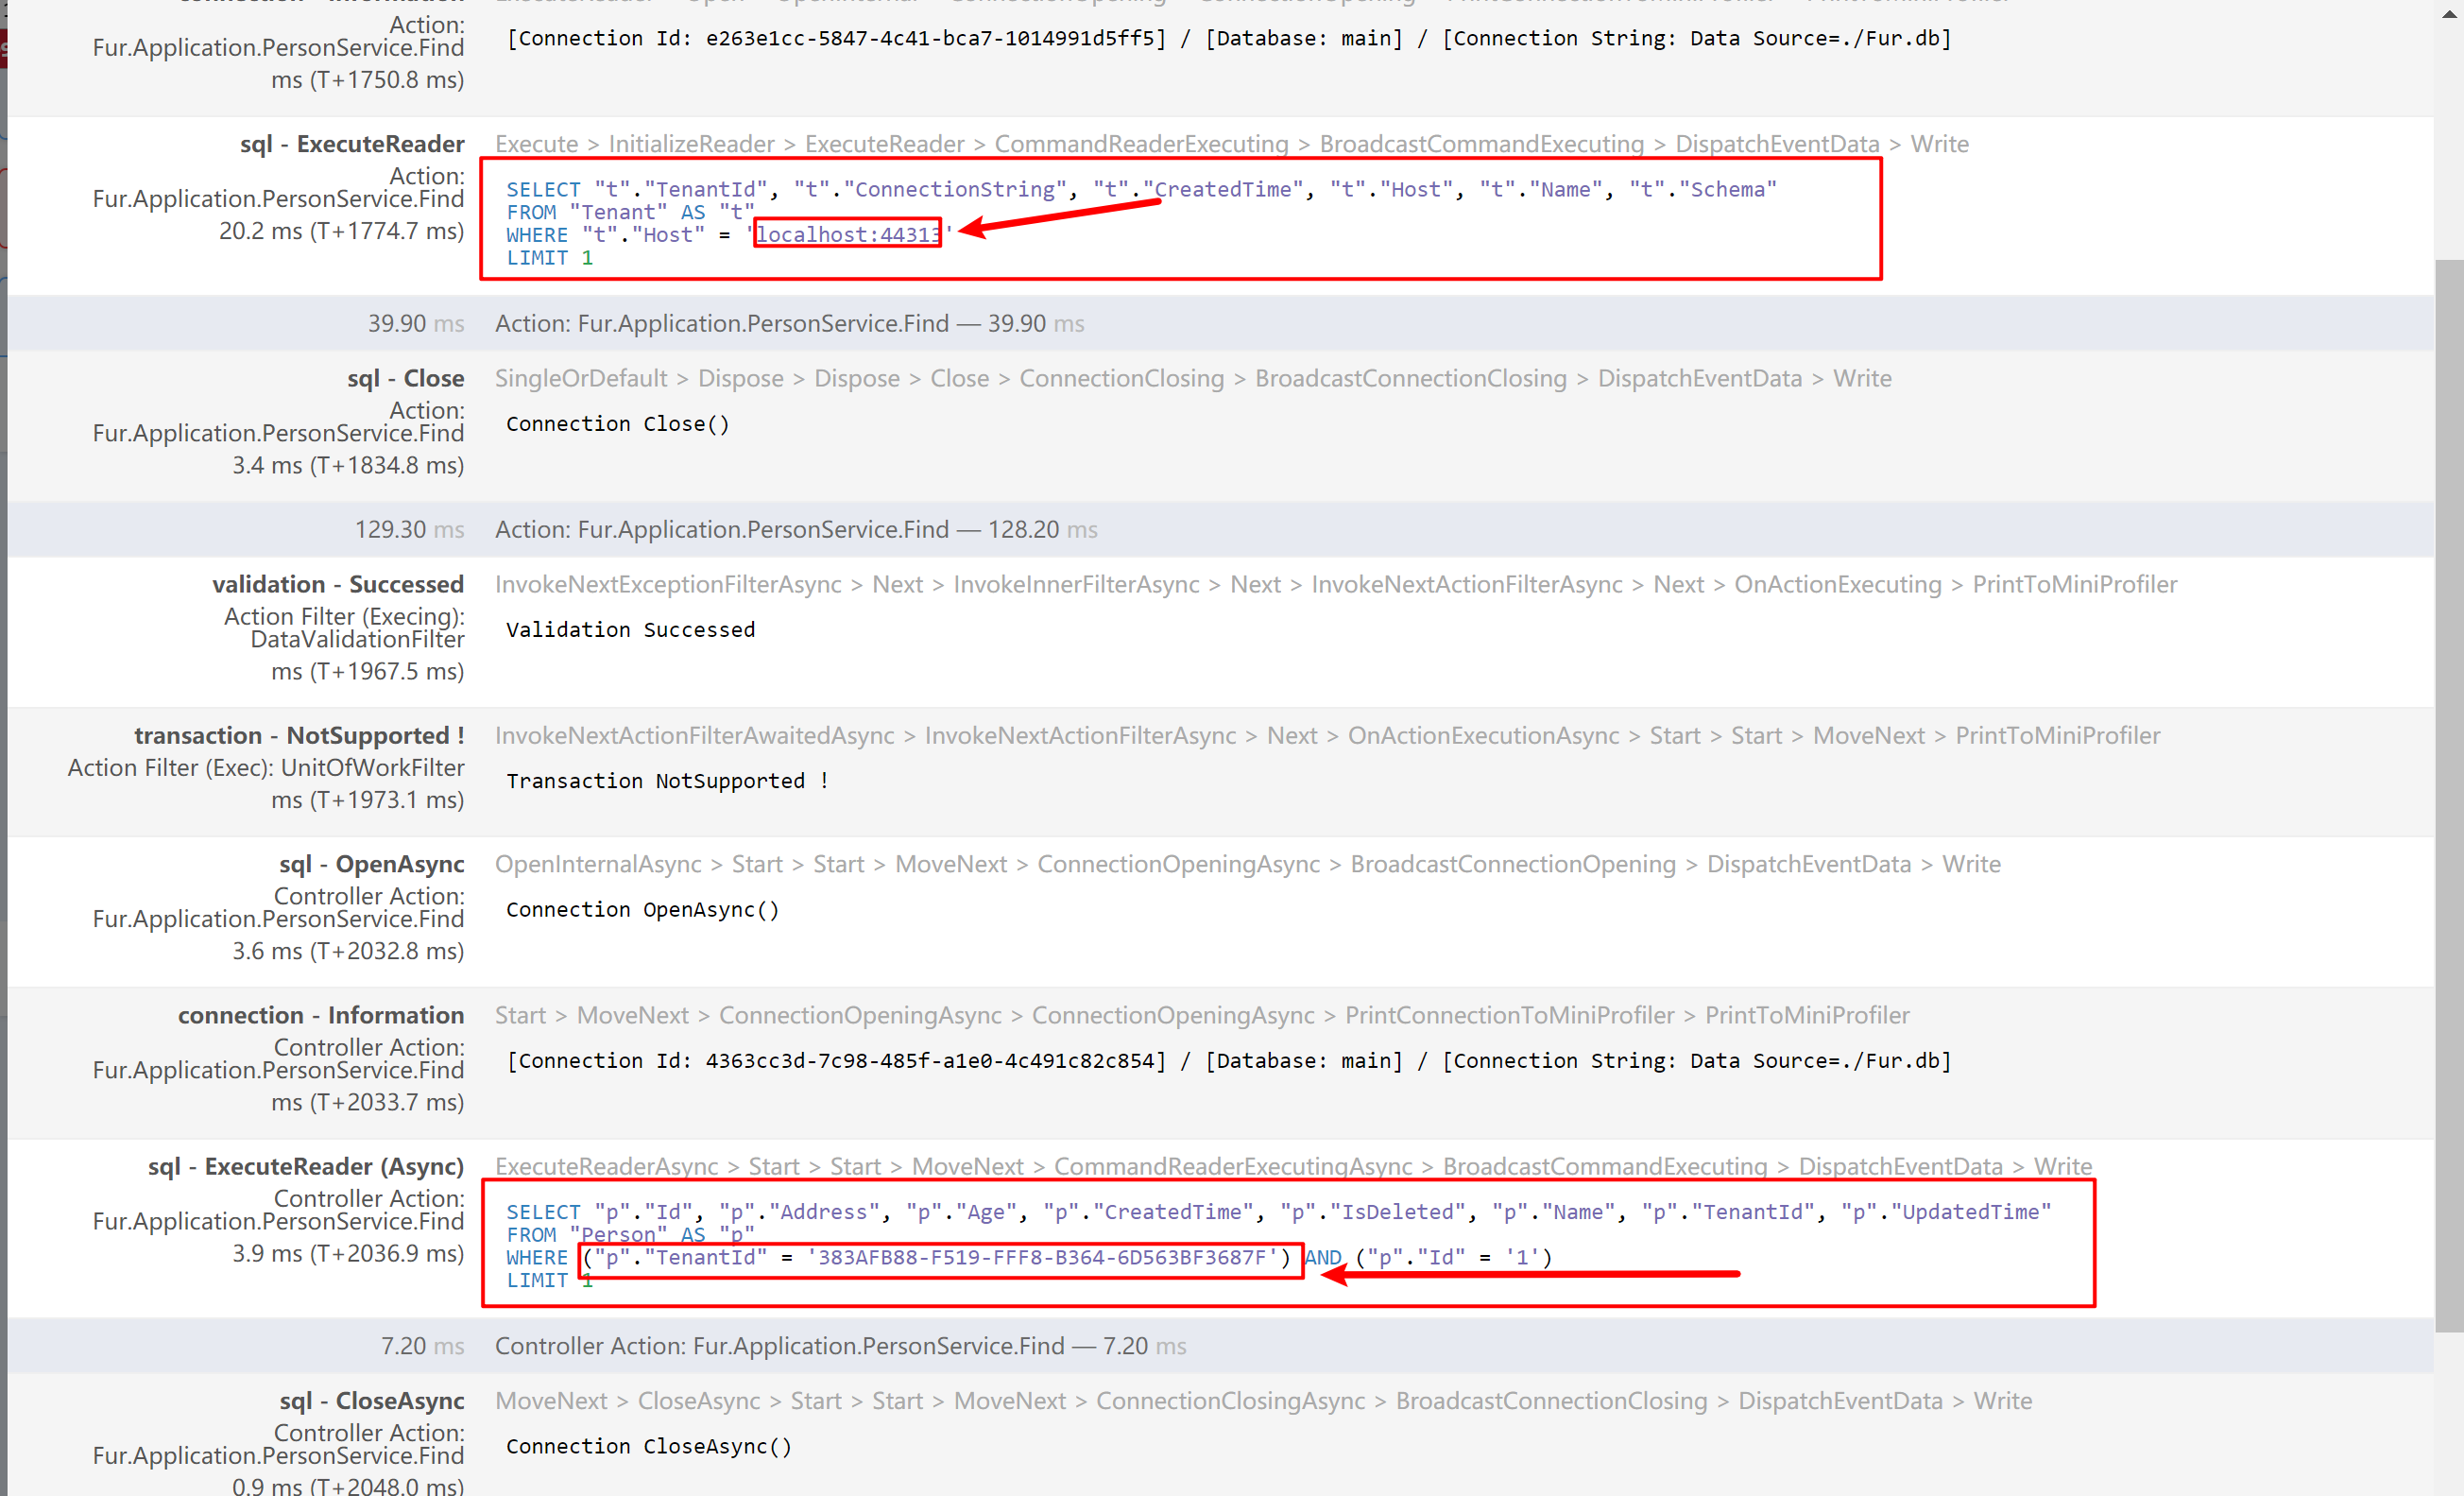 Action:
Fur.Application.PersonService.Find
ms (T+1750.8 ms)
[Connection Id: e263e1cc-5847-4c41-bca7-1014991d5ff5] / [Database: main] / [Connection String: Data Source=./Fur.db]
sql - ExecuteReader
Action:
Fur.Application.PersonService.Find
20.2 ms (T+1774.7 ms)
Execute > InitializeReader > ExecuteReader > CommandReaderExecuting > BroadcastCommandExecuting > DispatchEventData > Write
SELECT "t"."TenantId", "t"."ConnectionString", "t"."CreatedTime", "t"."Host", "t"."Name", "t"."Schema"
FROM "Tenant" AS "t"
WHERE "t"."Host" = 'localhost:44313'
LIMIT 1
39.90 ms Action: Fur.Application.PersonService.Find — 39.90 ms
sql - Close
Action:
Fur.Application.PersonService.Find
3.4 ms (T+1834.8 ms)
SingleOrDefault > Dispose > Dispose > Close > ConnectionClosing > BroadcastConnectionClosing > DispatchEventData > Write
Connection Close()
129.30 ms Action: Fur.Application.PersonService.Find — 128.20 ms
validation - Successed
Action Filter (Execing):
DataValidationFilter
ms (T+1967.5 ms)
InvokeNextExceptionFilterAsync > Next > InvokeInnerFilterAsync > Next > InvokeNextActionFilterAsync > Next > OnActionExecuting > PrintToMiniProfiler
Validation Successed
transaction - NotSupported !
Action Filter (Exec): UnitOfWorkFilter
ms (T+1973.1 ms)
InvokeNextActionFilterAwaitedAsync > InvokeNextActionFilterAsync > Next > OnActionExecutionAsync > Start > Start > MoveNext > PrintToMiniProfiler
Transaction NotSupported !
sql - OpenAsync
Controller Action:
Fur.Application.PersonService.Find
3.6 ms (T+2032.8 ms)
OpenInternalAsync > Start > Start > MoveNext > ConnectionOpeningAsync > BroadcastConnectionOpening > DispatchEventData > Write
Connection OpenAsync()
connection - Information
Controller Action:
Fur.Application.PersonService.Find
ms (T+2033.7 ms)
Start > MoveNext > ConnectionOpeningAsync > ConnectionOpeningAsync > PrintConnectionToMiniProfiler > PrintToMiniProfiler
[Connection Id: 4363cc3d-7c98-485f-a1e0-4c491c82c854] / [Database: main] / [Connection String: Data Source=./Fur.db]
sql - ExecuteReader (Async)
Controller Action:
Fur.Application.PersonService.Find
3.9 ms (T+2036.9 ms)
ExecuteReaderAsync > Start > Start > MoveNext > CommandReaderExecutingAsync > BroadcastCommandExecuting > DispatchEventData > Write
SELECT "p"."Id", "p"."Address", "p"."Age", "p"."CreatedTime", "p"."IsDeleted", "p"."Name", "p"."TenantId", "p"."UpdatedTime"
FROM "Person" AS "p"
WHERE ("p"."TenantId" = '383AFB88-F519-FFF8-B364-6D563BF3687F') AND ("p"."Id" = '1')
LIMIT 1
7.20 ms Controller Action: Fur.Application.PersonService.Find — 7.20 ms
sql - CloseAsync
Controller Action:
Fur.Application.PersonService.Find
0.9 ms (T+2048.0 ms)
MoveNext > CloseAsync > Start > Start > MoveNext > ConnectionClosingAsync > BroadcastConnectionClosing > DispatchEventData > Write
Connection CloseAsync()